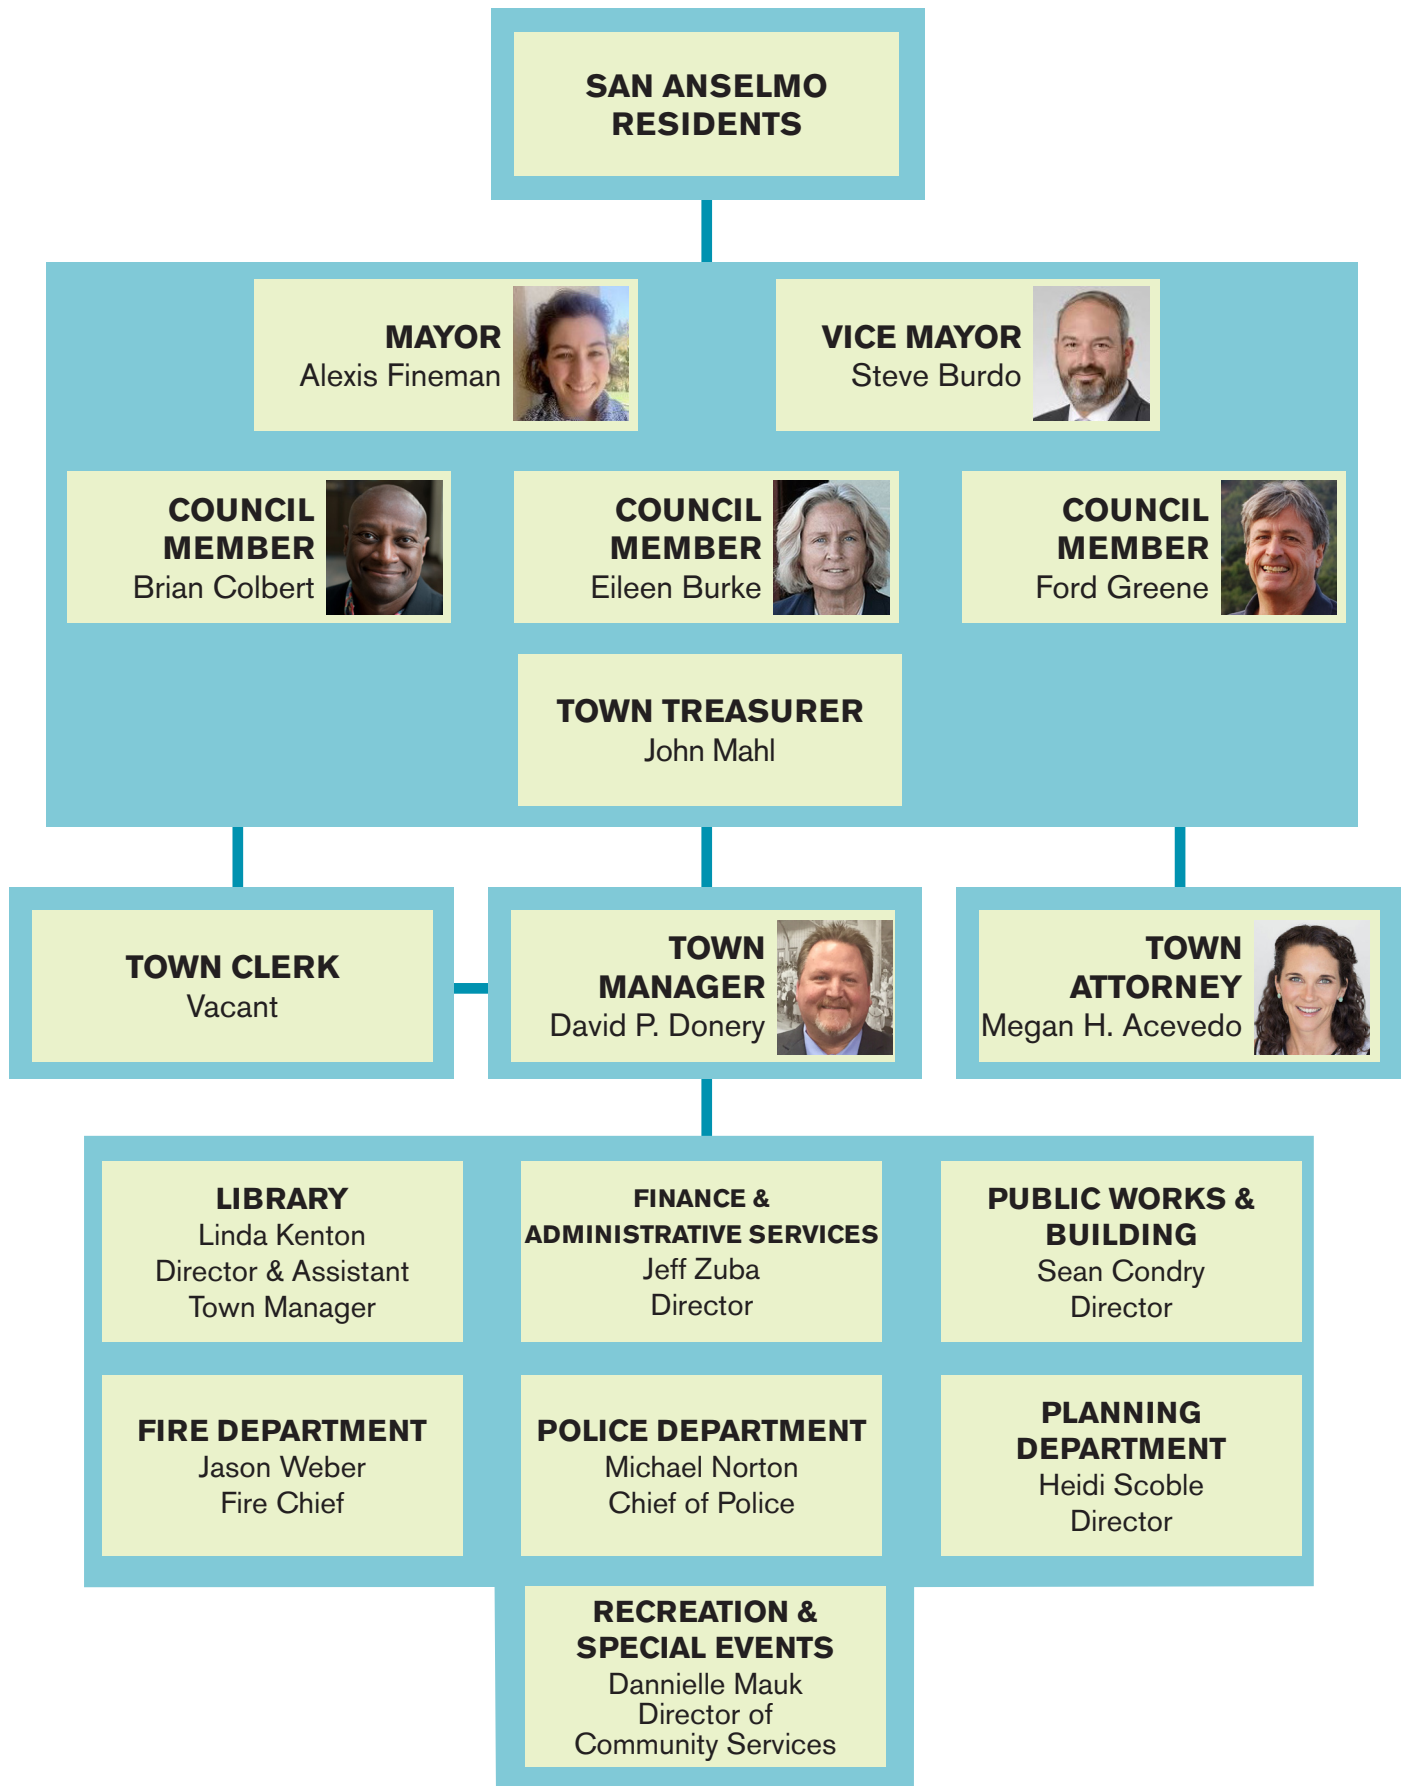 SAN ANSELMO
RESIDENTS
MAYOR
Alexis Fineman
VICE MAYOR
Steve Burdo
COUNCIL
MEMBER
Brian Colbert
COUNCIL
MEMBER
Eileen Burke
COUNCIL
MEMBER
Ford Greene
TOWN TREASURER
John Mahl
TOWN CLERK
Vacant
TOWN
MANAGER
David P. Donery
TOWN
ATTORNEY
Megan H. Acevedo
LIBRARY
Linda Kenton
Director & Assistant
Town Manager
FINANCE &
ADMINISTRATIVE SERVICES
Jeff Zuba
Director
PUBLIC WORKS &
BUILDING
Sean Condry
Director
FIRE DEPARTMENT
Jason Weber
Fire Chief
POLICE DEPARTMENT
Michael Norton
Chief of Police
PLANNING
DEPARTMENT
Heidi Scoble
Director
RECREATION &
SPECIAL EVENTS
Dannielle Mauk
Director of
Community Services